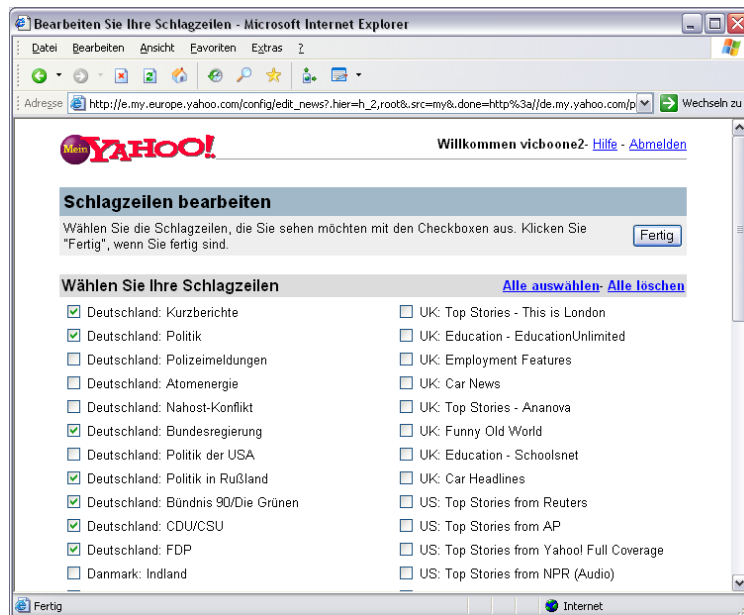 Bearbeiten Sie Ihre Schlagzeilen - Microsoft Internet Explorer
Datei Bearbeiten Ansicht Favoriten Extras ?
Adresse http://e.my.europe.yahoo.com/config/edit_news?.hier=h_2,root&.src=my&.done=http%3a//de.my.yahoo.com/p Wechseln zu
Mein YAHOO! Willkommen vicboone2- Hilfe - Abmelden
Schlagzeilen bearbeiten
Wählen Sie die Schlagzeilen, die Sie sehen möchten mit den Checkboxen aus. Klicken Sie
"Fertig", wenn Sie fertig sind.
Fertig
Wählen Sie Ihre Schlagzeilen Alle auswählen- Alle löschen
Deutschland: Kurzberichte UK: Top Stories - This is London
Deutschland: Politik UK: Education - EducationUnlimited
Deutschland: Polizeimeldungen UK: Employment Features
Deutschland: Atomenergie UK: Car News
Deutschland: Nahost-Konflikt UK: Top Stories - Ananova
Deutschland: Bundesregierung UK: Funny Old World
Deutschland: Politik der USA UK: Education - Schoolsnet
Deutschland: Politik in Rußland UK: Car Headlines
Deutschland: Bündnis 90/Die Grünen US: Top Stories from Reuters
Deutschland: CDU/CSU US: Top Stories from AP
Deutschland: FDP US: Top Stories from Yahoo! Full Coverage
Danmark: Indland US: Top Stories from NPR (Audio)
Fertig Internet